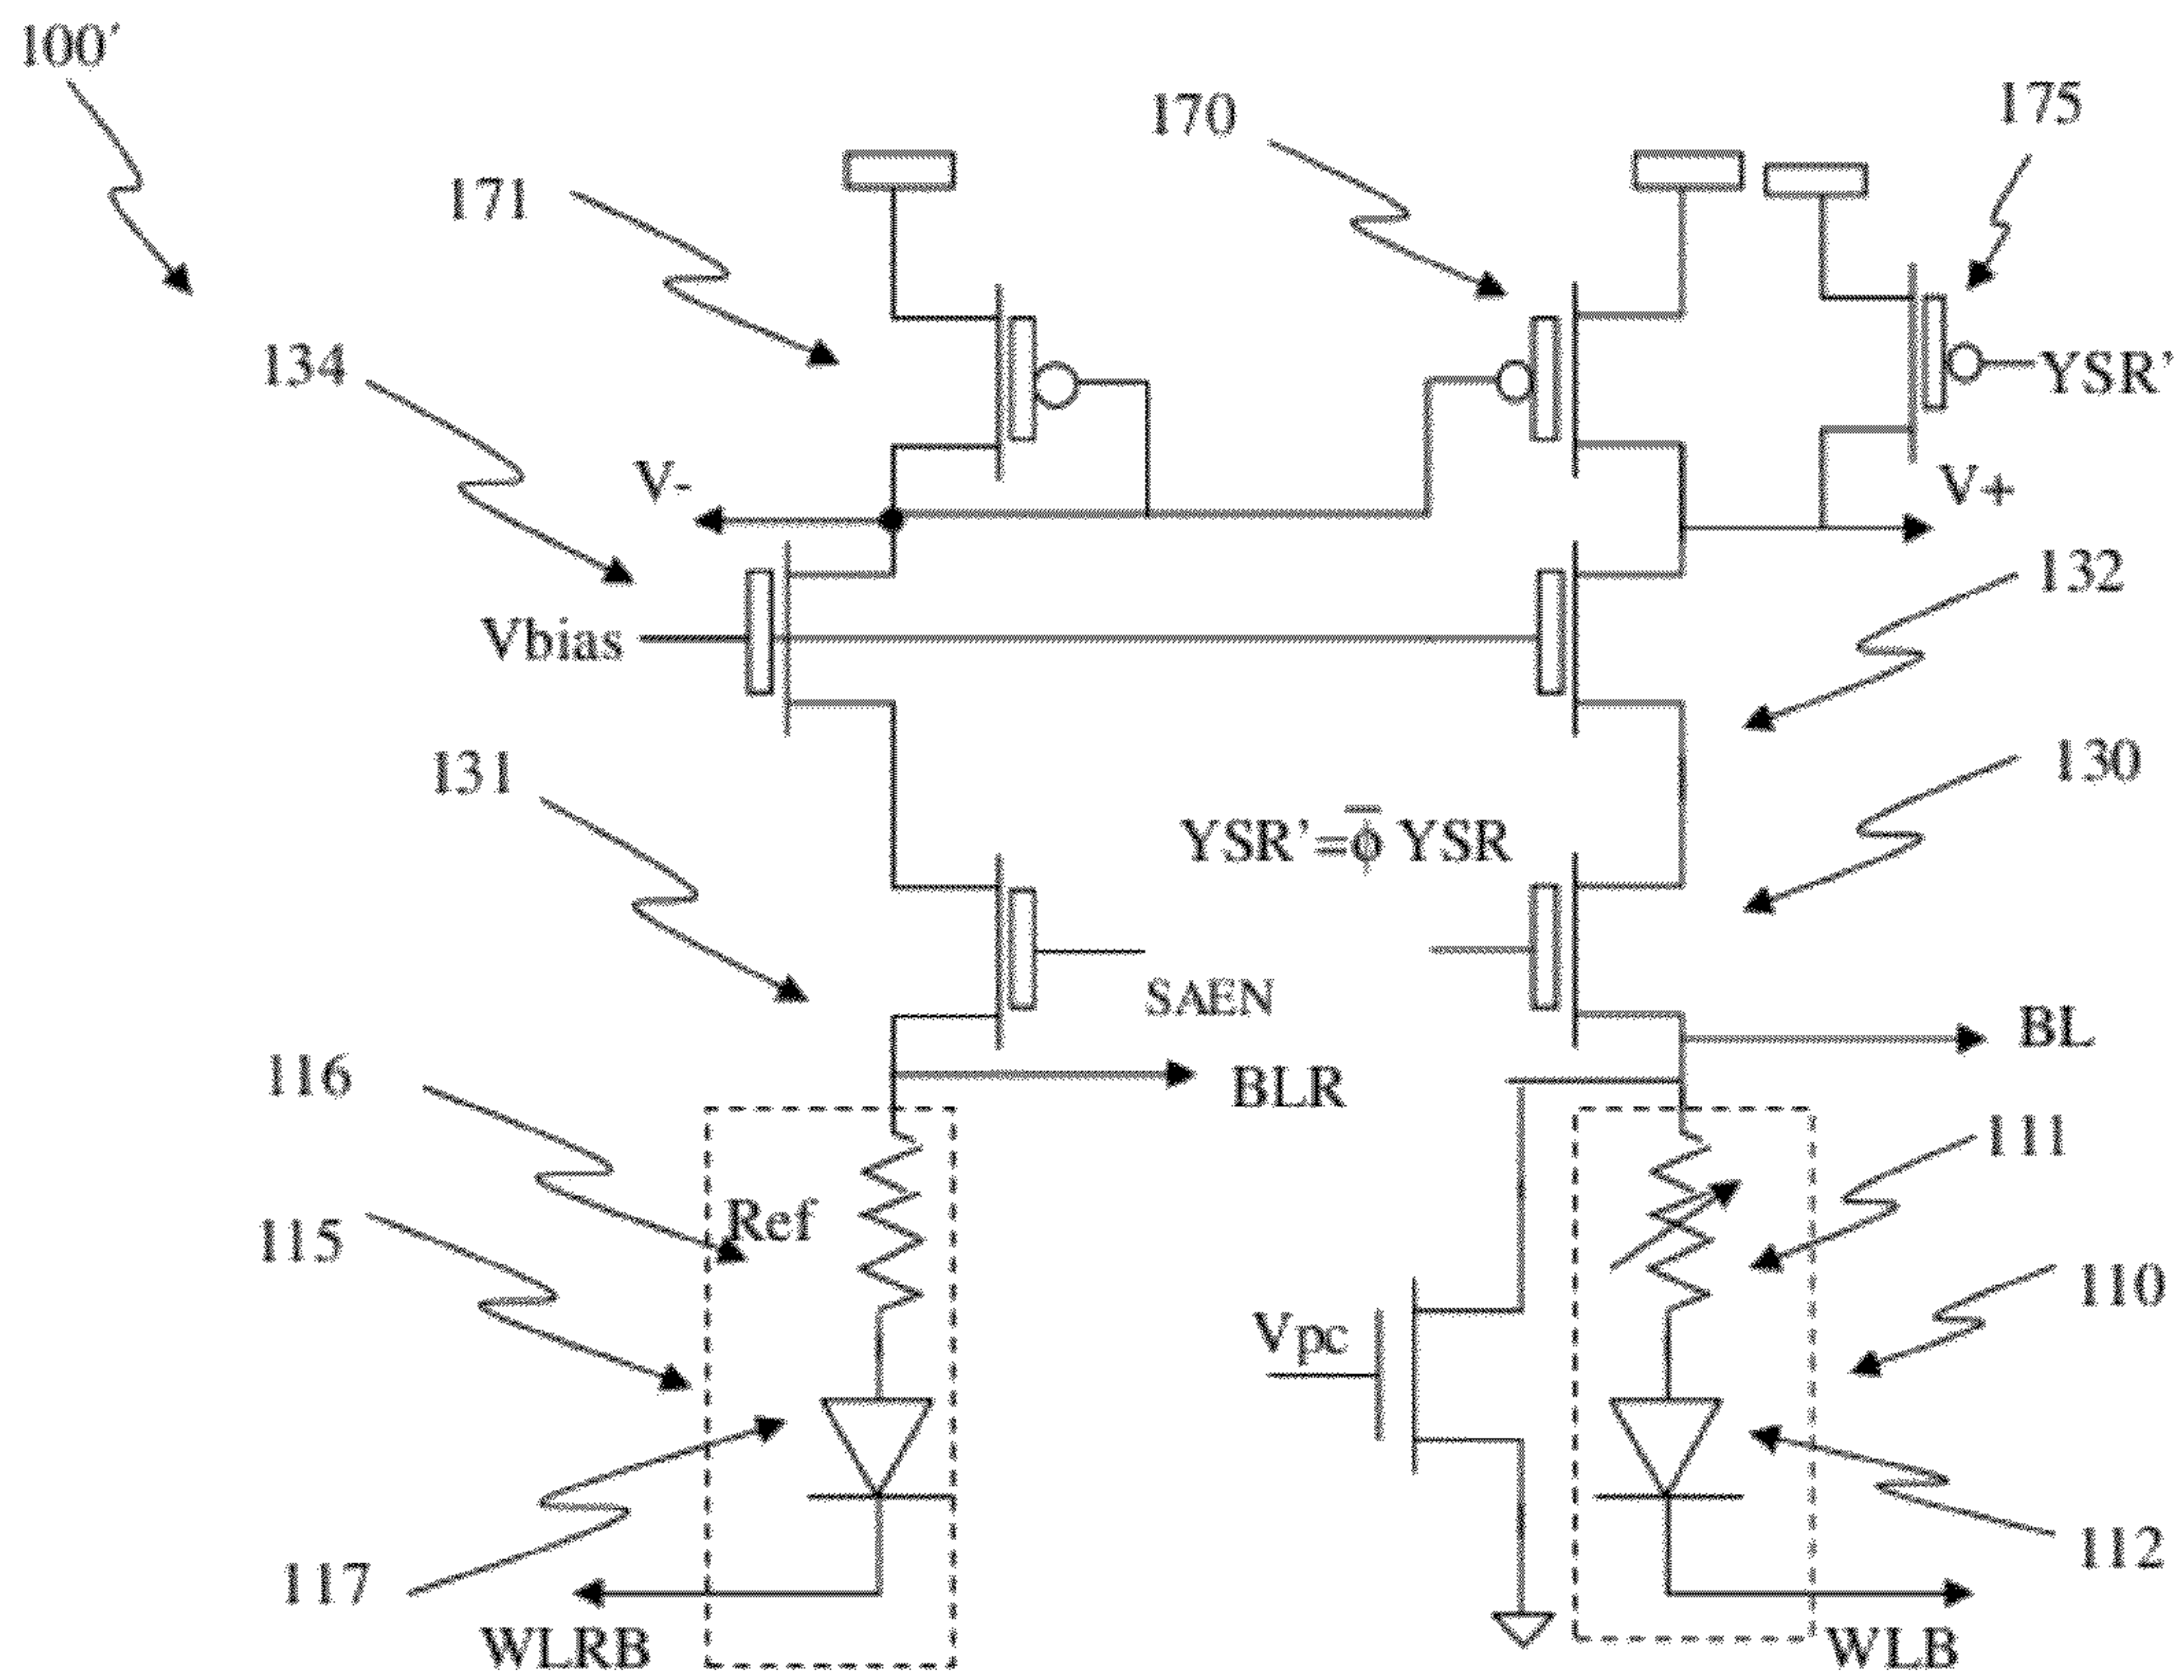 100'
170
175
171
134
YSR'
V-
V+
132
Vbias
131
130
YSR'=φ̅ YSR
SAEN
BL
116
BLR
111
115
Ref
110
Vpc
117
112
WLRB
WLB